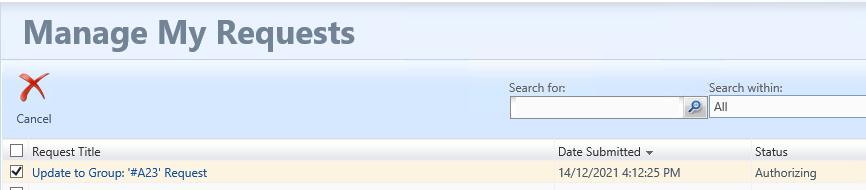 Manage My Requests
Cancel
Search for:
Search within:
All
Request Title
Date Submitted
Status
Update to Group: '#A23' Request
14/12/2021 4:12:25 PM
Authorizing